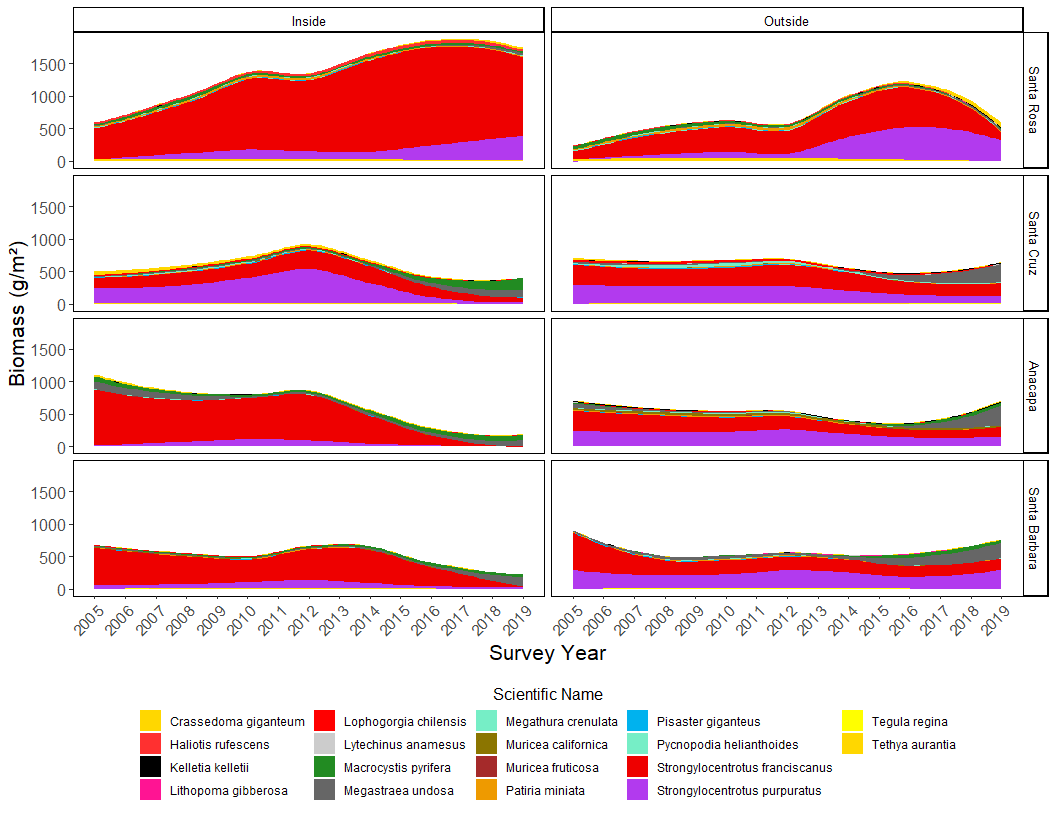 Inside Outside
Santa Rosa
Santa Cruz
Anacapa
Santa Barbara
Biomass (g/m²)
1500
1000
500
0
1500
1000
500
0
1500
1000
500
0
1500
1000
500
0
2005 2006 2007 2008 2009 2010 2011 2012 2013 2014 2015 2016 2017 2018 2019 2005 2006 2007 2008 2009 2010 2011 2012 2013 2014 2015 2016 2017 2018 2019
Survey Year
Scientific Name
Crassedoma giganteum Lophogorgia chilensis Megathura crenulata Pisaster giganteus Tegula regina
Haliotis rufescens Lytechinus anamesus Muricea californica Pycnopodia helianthoides Tethya aurantia
Kelletia kelletii Macrocystis pyrifera Muricea fruticosa Strongylocentrotus franciscanus
Lithopoma gibberosa Megastraea undosa Patiria miniata Strongylocentrotus purpuratus